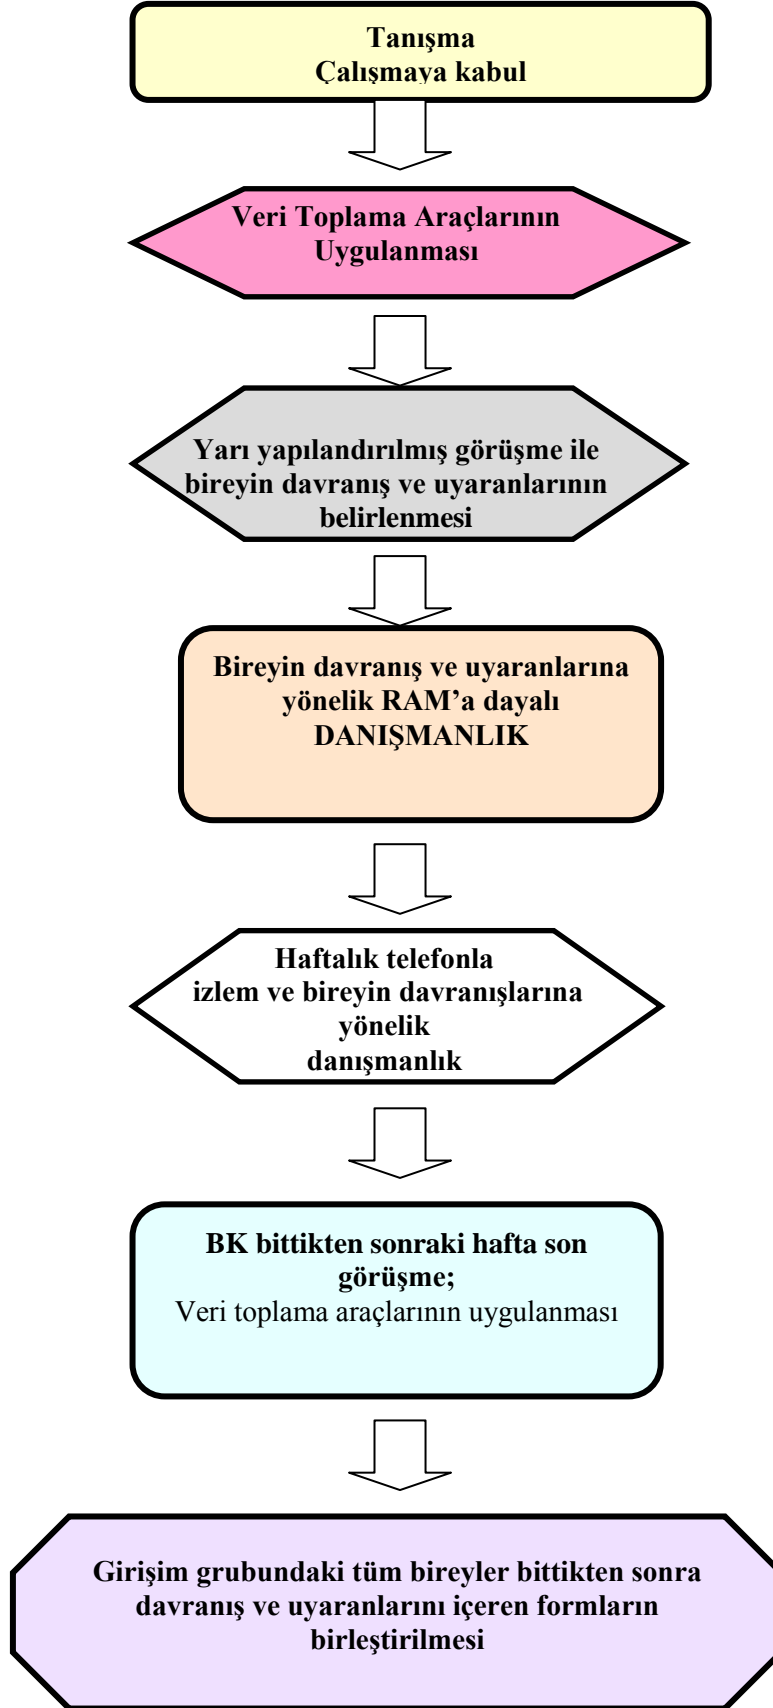 Tanışma
Çalışmaya kabul
Veri Toplama Araçlarının
Uygulanması
Yarı yapılandırılmış görüşme ile
bireyin davranış ve uyaranlarının
belirlenmesi
Bireyin davranış ve uyaranlarına
yönelik RAM’a dayalı
DANIŞMANLIK
Haftalık telefonla
izlem ve bireyin davranışlarına
yönelik
danışmanlık
BK bittikten sonraki hafta son
görüşme;
Veri toplama araçlarının uygulanması
Girişim grubundaki tüm bireyler bittikten sonra
davranış ve uyaranlarını içeren formların
birleştirilmesi